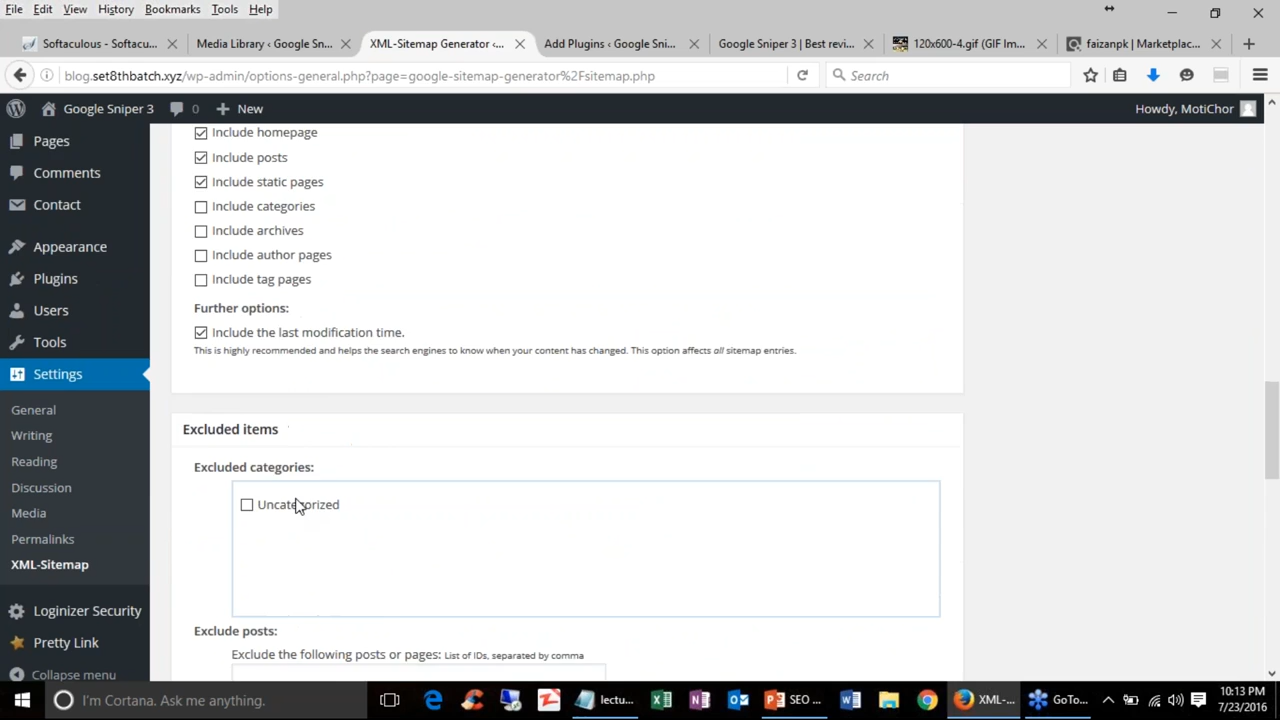 File Edit View History Bookmarks Tools Help
Softaculous - Softacu...
Media Library ‹ Google Sn...
XML-Sitemap Generator ‹...
Add Plugins ‹ Google Sni...
Google Sniper 3 | Best revi...
120x600-4.gif (GIF Im...
faizanpk | Marketplac...
blog.set8thbatch.xyz/wp-admin/options-general.php?page=google-sitemap-generator%2Fsitemap.php
Search
Google Sniper 3 0 New
Howdy, MotiChor
Pages
Comments
Contact
Appearance
Plugins
Users
Tools
Settings
General
Writing
Reading
Discussion
Media
Permalinks
XML-Sitemap
Loginizer Security
Pretty Link
Collapse menu
Include homepage
Include posts
Include static pages
Include categories
Include archives
Include author pages
Include tag pages
Further options:
Include the last modification time.
This is highly recommended and helps the search engines to know when your content has changed. This option affects all sitemap entries.
Excluded items
Excluded categories:
Uncategorized
Exclude posts:
Exclude the following posts or pages: List of IDs, separated by comma
I'm Cortana. Ask me anything.
lectu...
SEO ...
XML-...
GoTo...
10:13 PM
7/23/2016